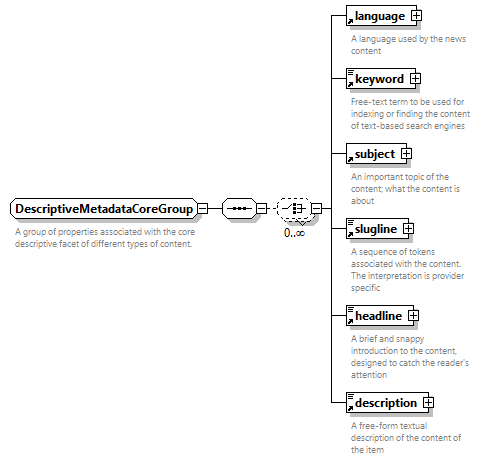 language
A language used by the news
content
keyword
Free-text term to be used for
indexing or finding the content
of text-based search engines
subject
An important topic of the
content; what the content is
about
DescriptiveMetadataCoreGroup
A group of properties associated with the core
descriptive facet of different types of content.
0..∞
slugline
A sequence of tokens
associated with the content.
The interpretation is provider
specific
headline
A brief and snappy
introduction to the content,
designed to catch the reader's
attention
description
A free-form textual
description of the content of
the item